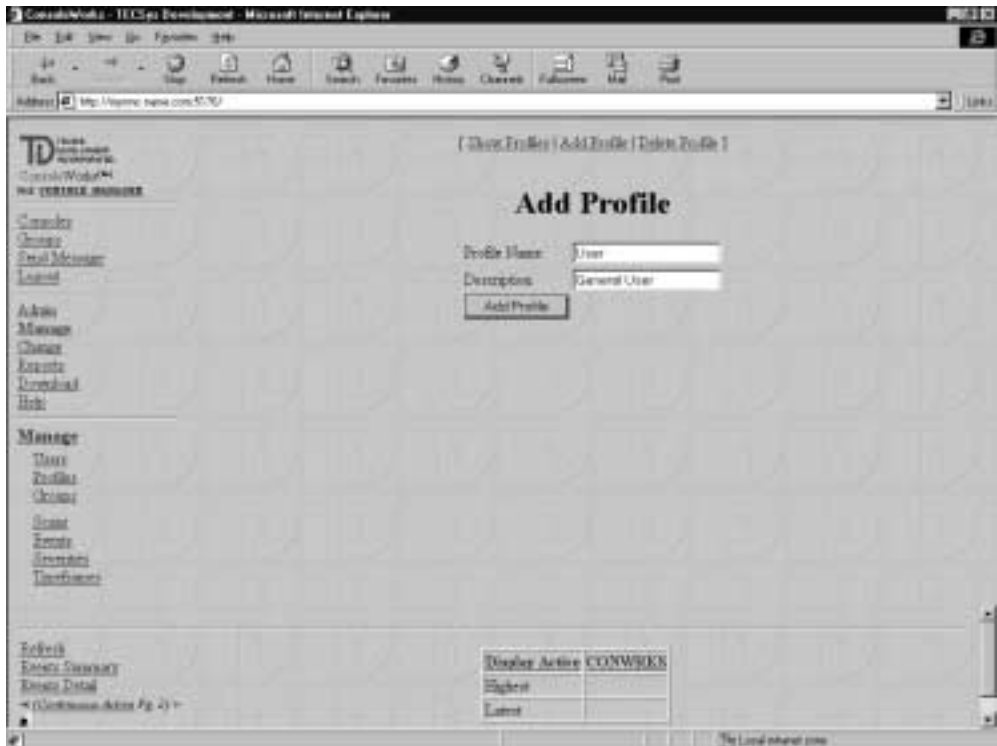 ConsoleWorks - TECSys Development - Microsoft Internet Explorer
File Edit View Go Favorites Help
Back Stop Refresh Home Search Favorites History Channels Fullscreen Mail Print
Address Links
[ Show Profiles | Add Profile | Delete Profile ]
TD
ConsoleWorks
THE VERSATILE MANAGER
Add Profile
Consoles
Groups
Send Message
Logout
Profile Name User
Description General User
Add Profile
Admin
Manage
Change
Reports
Download
Help
Manage
Users
Profiles
Groups
Scans
Events
Severities
Timeframes
Refresh
Events Summary
Events Detail
Display Active CONWRKS
Highest
Latest
Local intranet zone